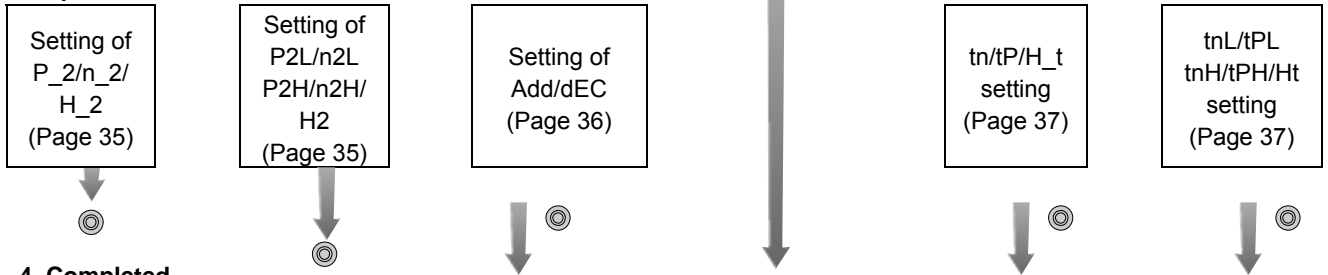 Setting of
P_2/n_2/
H_2
(Page 35)
Setting of
P2L/n2L
P2H/n2H/
H2
(Page 35)
Setting of
Add/dEC
(Page 36)
tn/tP/H_t
setting
(Page 37)
tnL/tPL
tnH/tPH/Ht
setting
(Page 37)
4. Completed